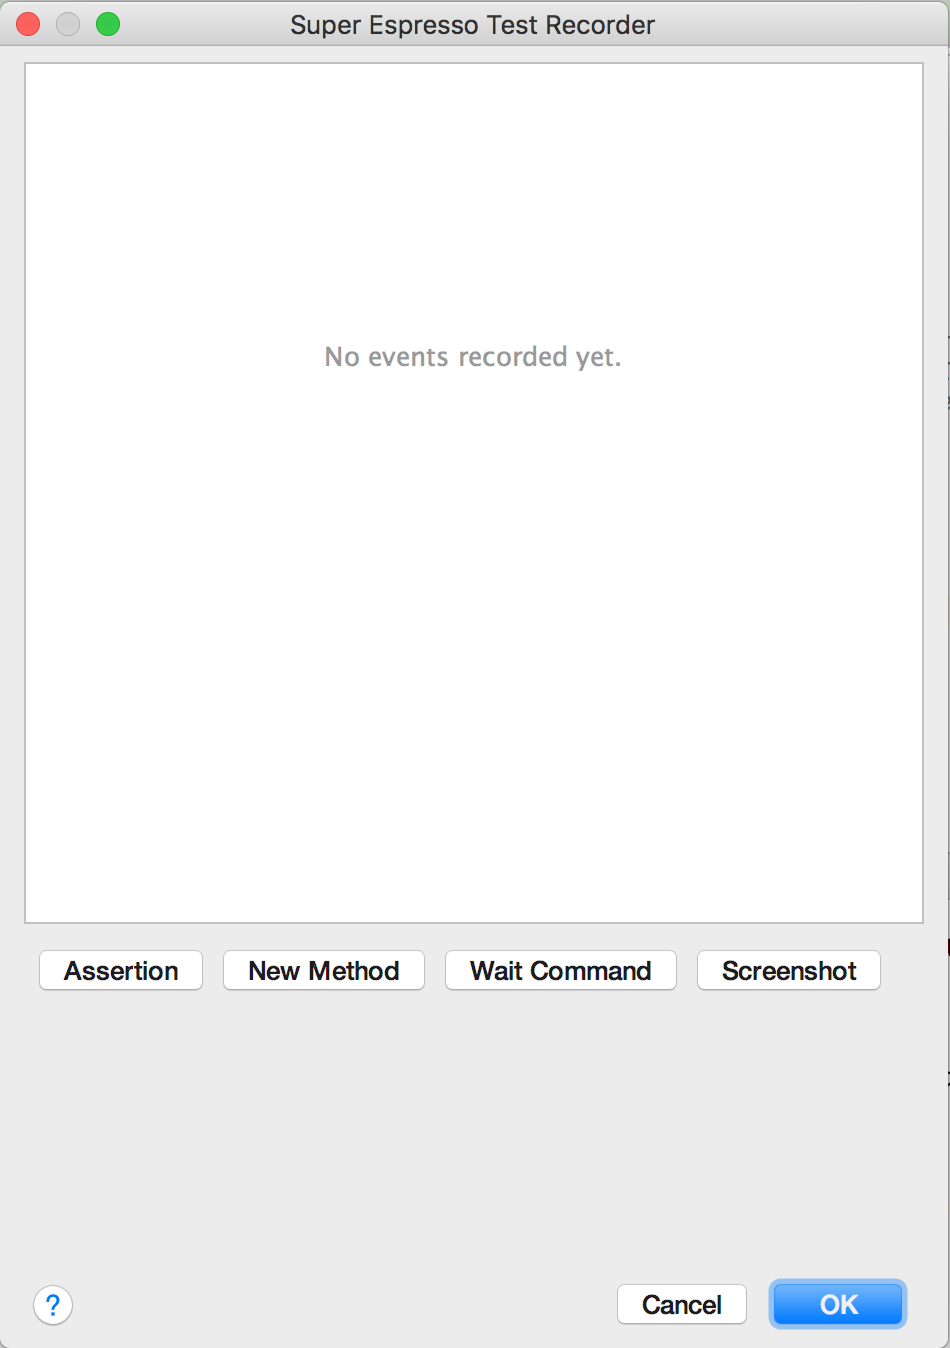 Super Espresso Test Recorder
No events recorded yet.
Assertion New Method Wait Command Screenshot
? Cancel OK